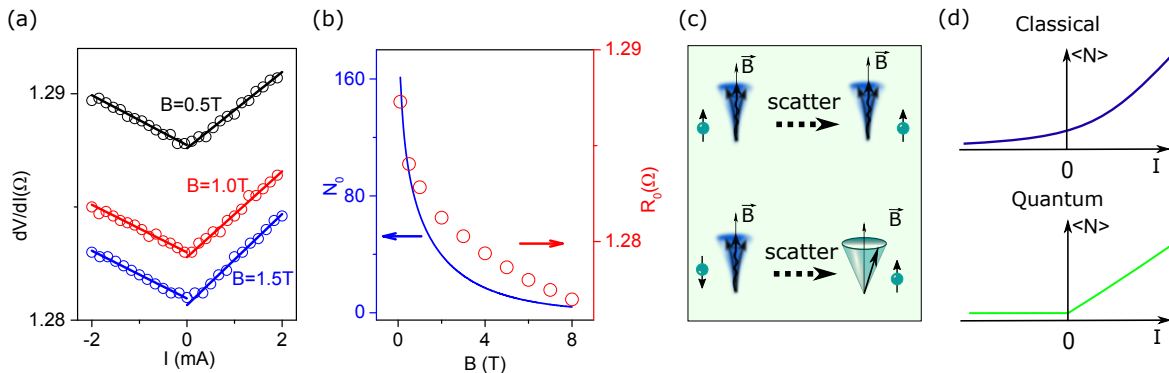 (a)
1.29
1.28
dV/dI(Ω)
B=0.5T
B=1.0T
B=1.5T
-2
0
2
I (mA)
(b)
160
80
0
N₀
1.29
1.28
R₀(Ω)
0
4
8
B (T)
(c)
B
scatter
B
B
scatter
B
(d)
Classical
<N>
0
I
Quantum
<N>
0
I